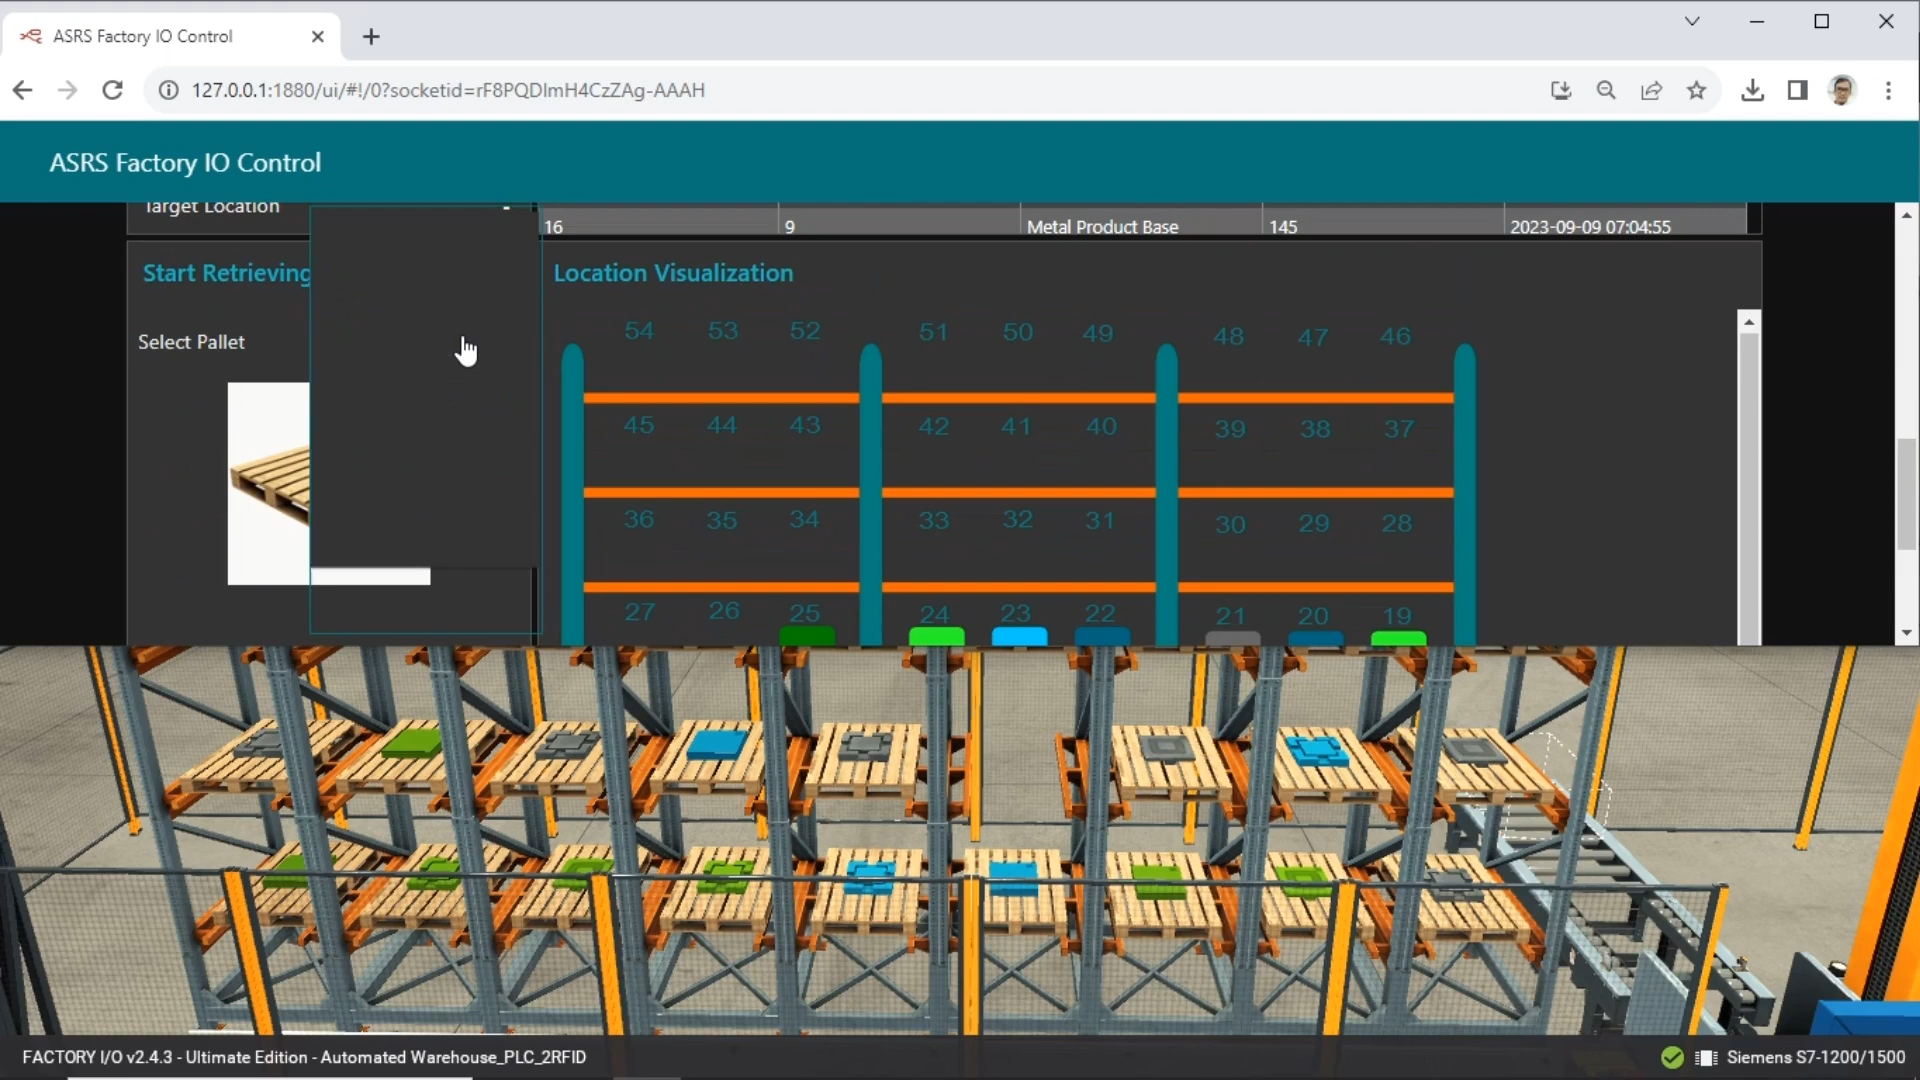 ASRS Factory IO Control
127.0.0.1:1880/ui/#!/0?socketid=rF8PQDlmH4CzZAg-AAAH
ASRS Factory IO Control
Target Location
16 9 Metal Product Base 145 2023-09-09 07:04:55
Start Retrieving
Location Visualization
Select Pallet
54 53 52 51 50 49 48 47 46
45 44 43 42 41 40 39 38 37
36 35 34 33 32 31 30 29 28
27 26 25 24 23 22 21 20 19
FACTORY I/O v2.4.3 - Ultimate Edition - Automated Warehouse_PLC_2RFID
Siemens S7-1200/1500